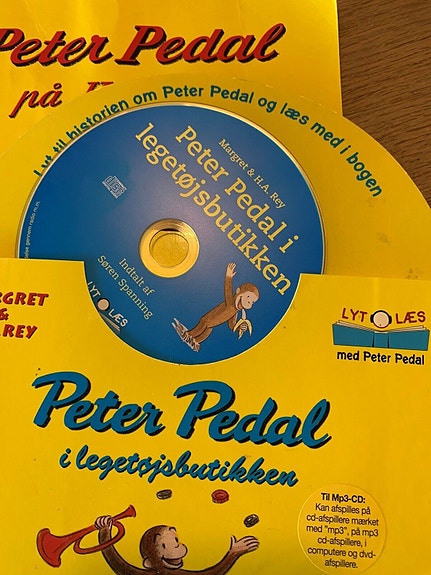 Peter Pedal
på
Lyt til historien om Peter Pedal og læs med i bogen
Margret & H.A. Rey
Peter Pedal i
legetøjsbutikken
Indtalt af
Søren Spanning
LYT LÆS
gennem radio m.m.
RGRET
&
REY
LYT LÆS
med Peter Pedal
Peter Pedal
i legetøjsbutikken
Til Mp3-CD:
Kan afspilles på
cd-afspillere mærket
med "mp3", på mp3
cd-afspillere, i
computere og dvd-
afspillere.